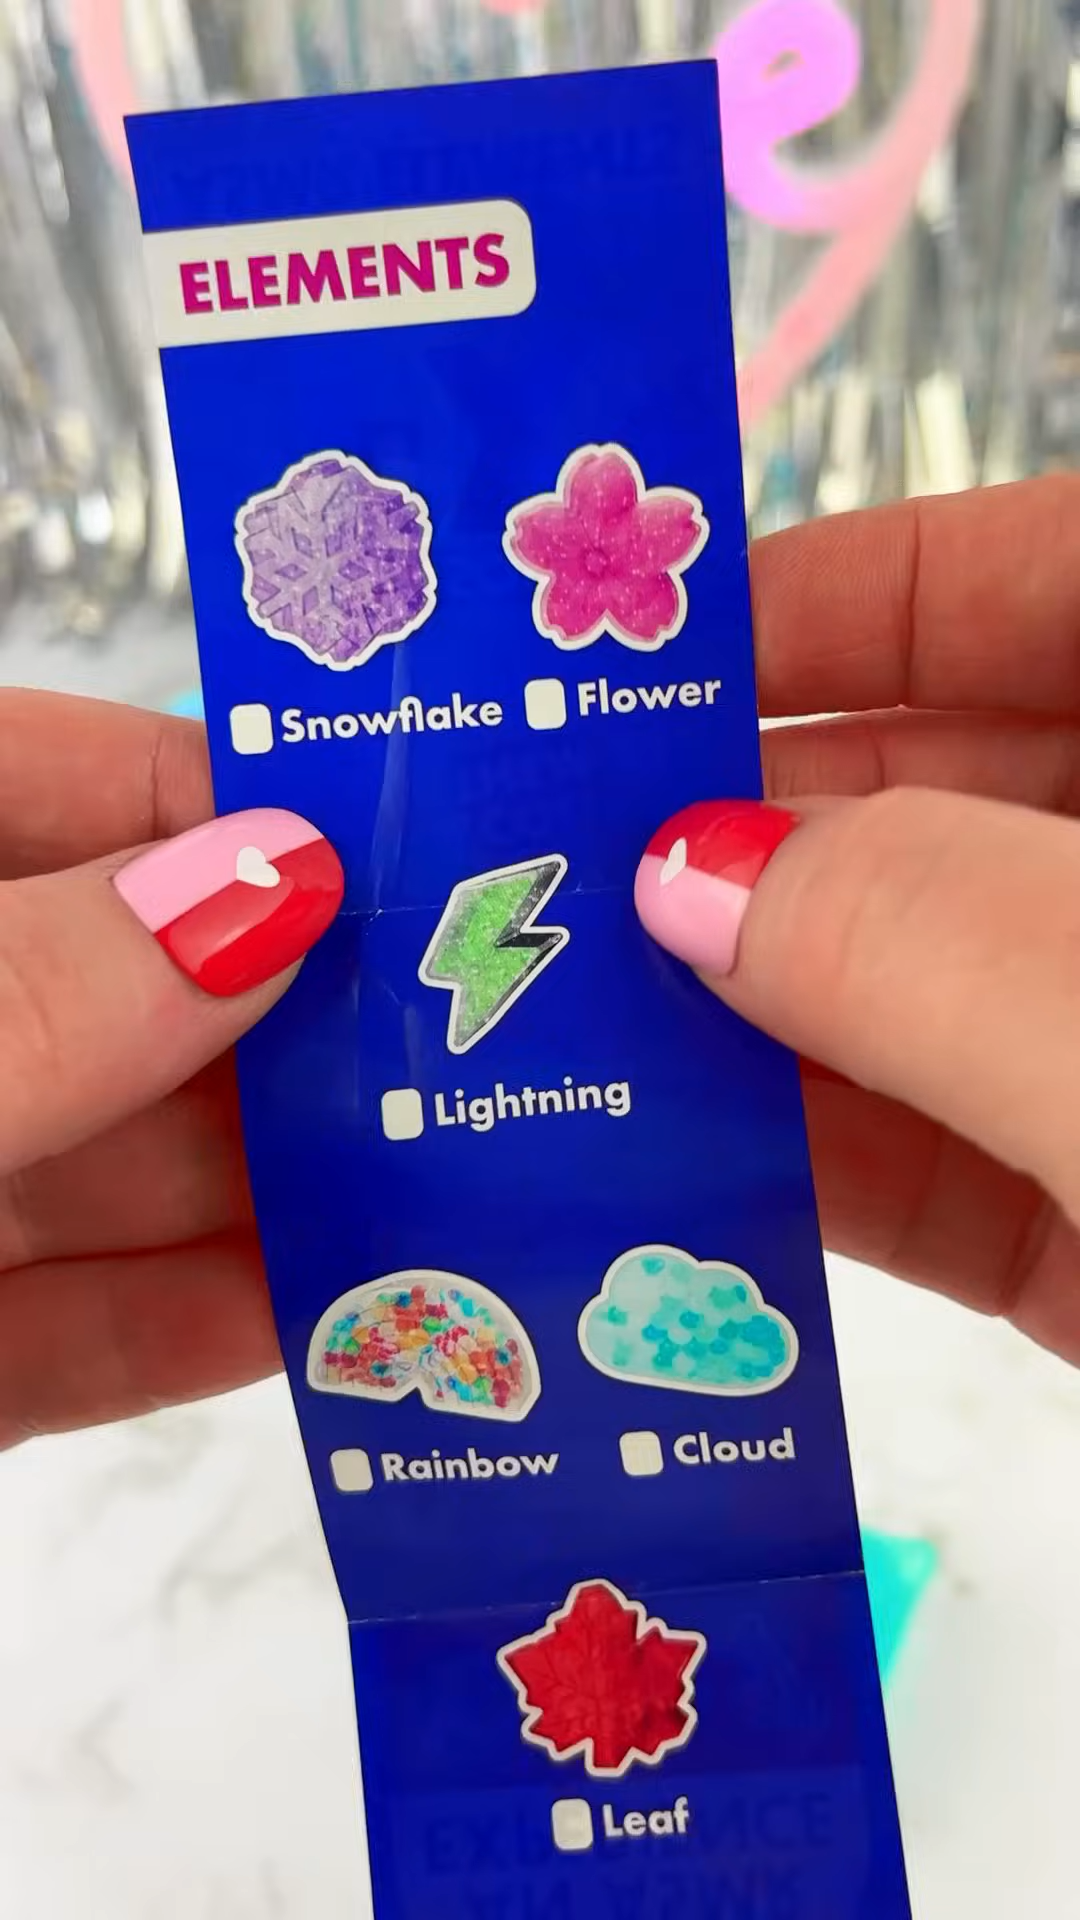 ELEMENTS
Snowflake
Flower
Lightning
Rainbow
Cloud
Leaf